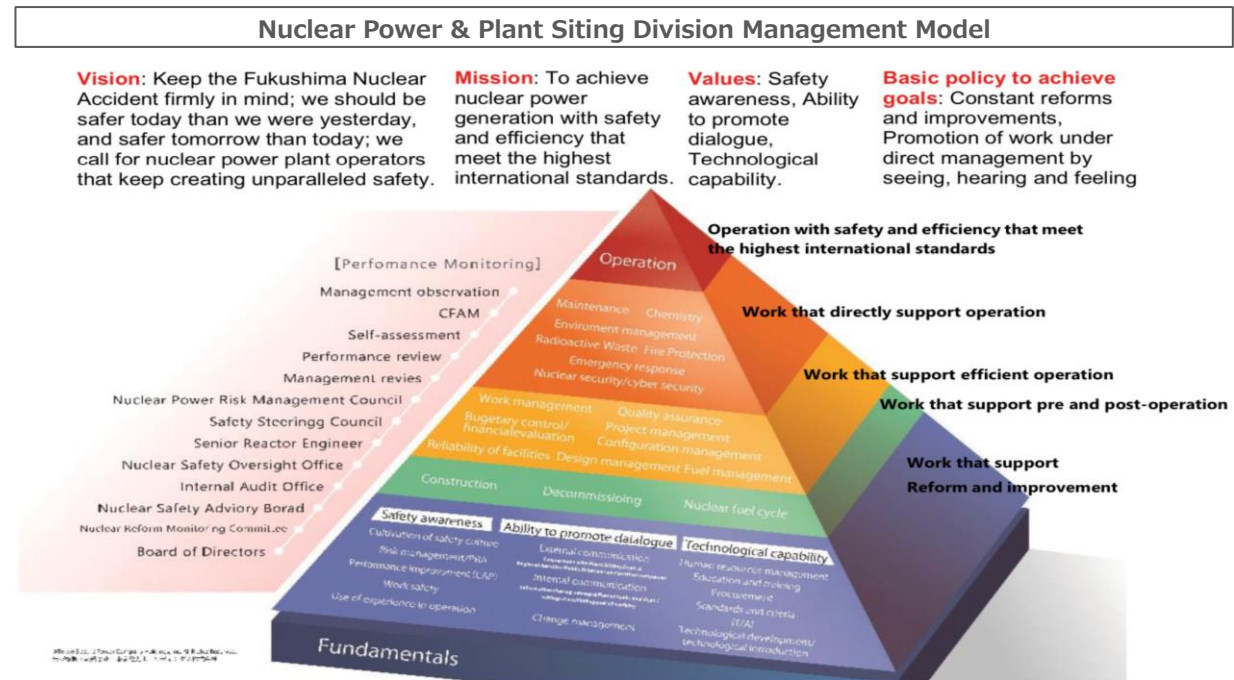 Nuclear Power & Plant Siting Division Management Model
Vision: Keep the Fukushima Nuclear
Accident firmly in mind; we should be
safer today than we were yesterday,
and safer tomorrow than today; we
call for nuclear power plant operators
that keep creating unparalleled safety.
Mission: To achieve
nuclear power
generation with safety
and efficiency that
meet the highest
international standards.
Values: Safety
awareness, Ability
to promote
dialogue,
Technological
capability.
Basic policy to achieve
goals: Constant reforms
and improvements,
Promotion of work under
direct management by
seeing, hearing and feeling
[Perfomance Monitoring]
Management observation
CFAM
Self-assessment
Performance review
Management revies
Nuclear Power Risk Management Council
Safety Steeringg Council
Senior Reactor Engineer
Nuclear Safety Oversight Office
Internal Audit Office
Nuclear Safety Adviory Borad
Nuclear Reform Monitoring Commitee
Board of Directors
Operation
Maintenance Chemistry
Enviroment management
Radioactive Waste Fire Protection
Emergency response
Nuclear security/cyber security
Work management Quality assurance
Bugetary control/
financialevaluation
Project management
Configuration management
Reliability of facilities Design management Fuel management
Construction Decommissioing Nuclear fuel cycle
Safety awareness
Cultivation of safety culture
Risk management/PRA
Performance improvement (CAP)
Work safety
Use of experience in operation
Ability to promote daialogue
External communication
Internal communication
Change management
Technological capability
Human resources management
Education and training
Procurement
Standards and criteria
Technological development/
technological introduction
Fundamentals
Operation with safety and efficiency that meet
the highest international standards
Work that directly support operation
Work that support efficient operation
Work that support pre and post-operation
Work that support
Reform and improvement